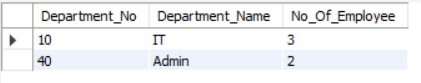 Department_No Department_Name No_Of_Employee
10 IT 3
40 Admin 2